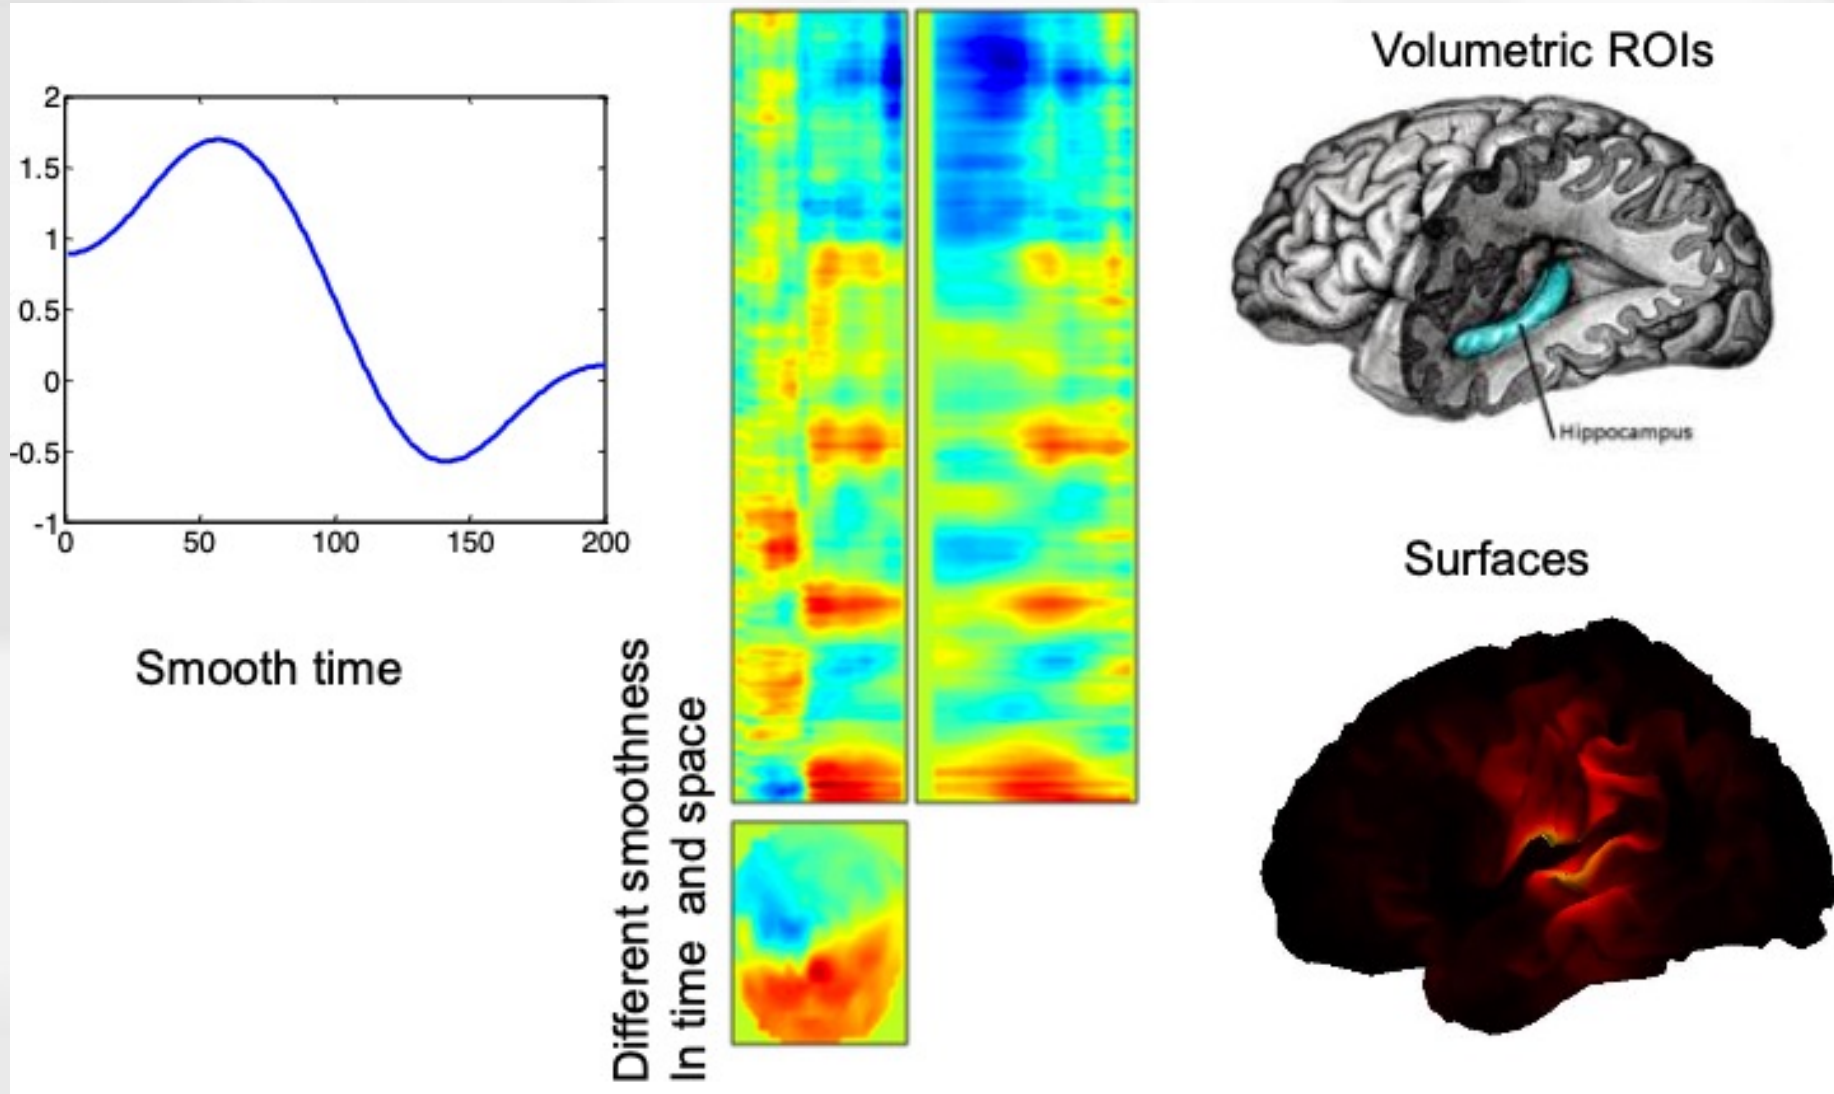 2
1.5
1
0.5
0
-0.5
-1
0 50 100 150 200
Smooth time
Different smoothness
In time and space
Volumetric ROIs
Hippocampus
Surfaces